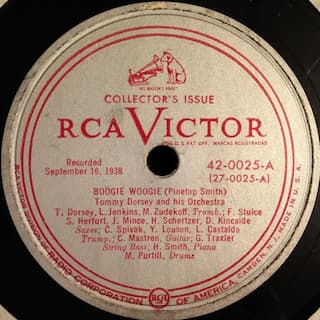 "HIS MASTER'S VOICE"
COLLECTOR'S ISSUE
RCA VICTOR
REG. U. S. PAT. OFF. MARCAS REGISTRADAS
Recorded
September 16, 1938
42-0025-A
(27-0025-A)
BOOGIE WOOGIE (Pinetop Smith)
Tommy Dorsey and his Orchestra
T. Dorsey, L. Jenkins, M. Zudekoff, Tromb.; F. Stulce
S. Herfurt, J. Mince, H. Schertzer, D. Kincaide
Saxes; C. Spivak, Y. Louson, L. Castaldo
Trump.; C. Mastren, Guitar; G. Traxler
String Bass; H. Smith, Piano
M. Purtill, Drums
RCA VICTOR DIVISION OF RADIO CORPORATION OF AMERICA, CAMDEN, N. J., MADE IN U. S. A.
RCA